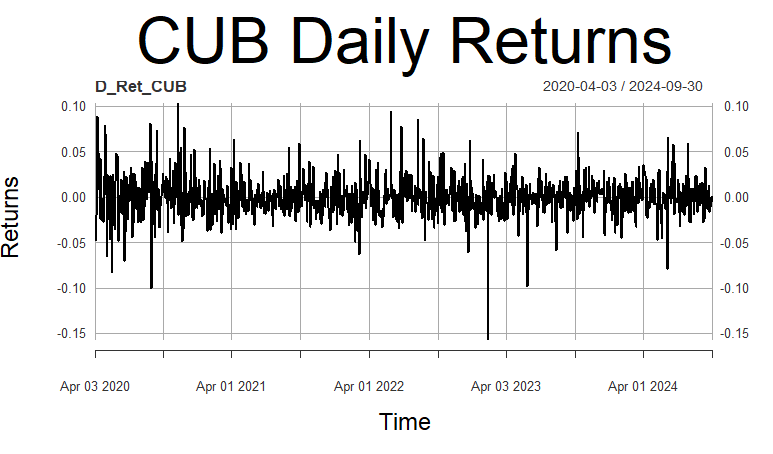 CUB Daily Returns
D_Ret_CUB 2020-04-03 / 2024-09-30
0.10 0.10
0.05 0.05
0.00 0.00
-0.05 -0.05
-0.10 -0.10
-0.15 -0.15
Returns
Apr 03 2020 Apr 01 2021 Apr 01 2022 Apr 03 2023 Apr 01 2024
Time